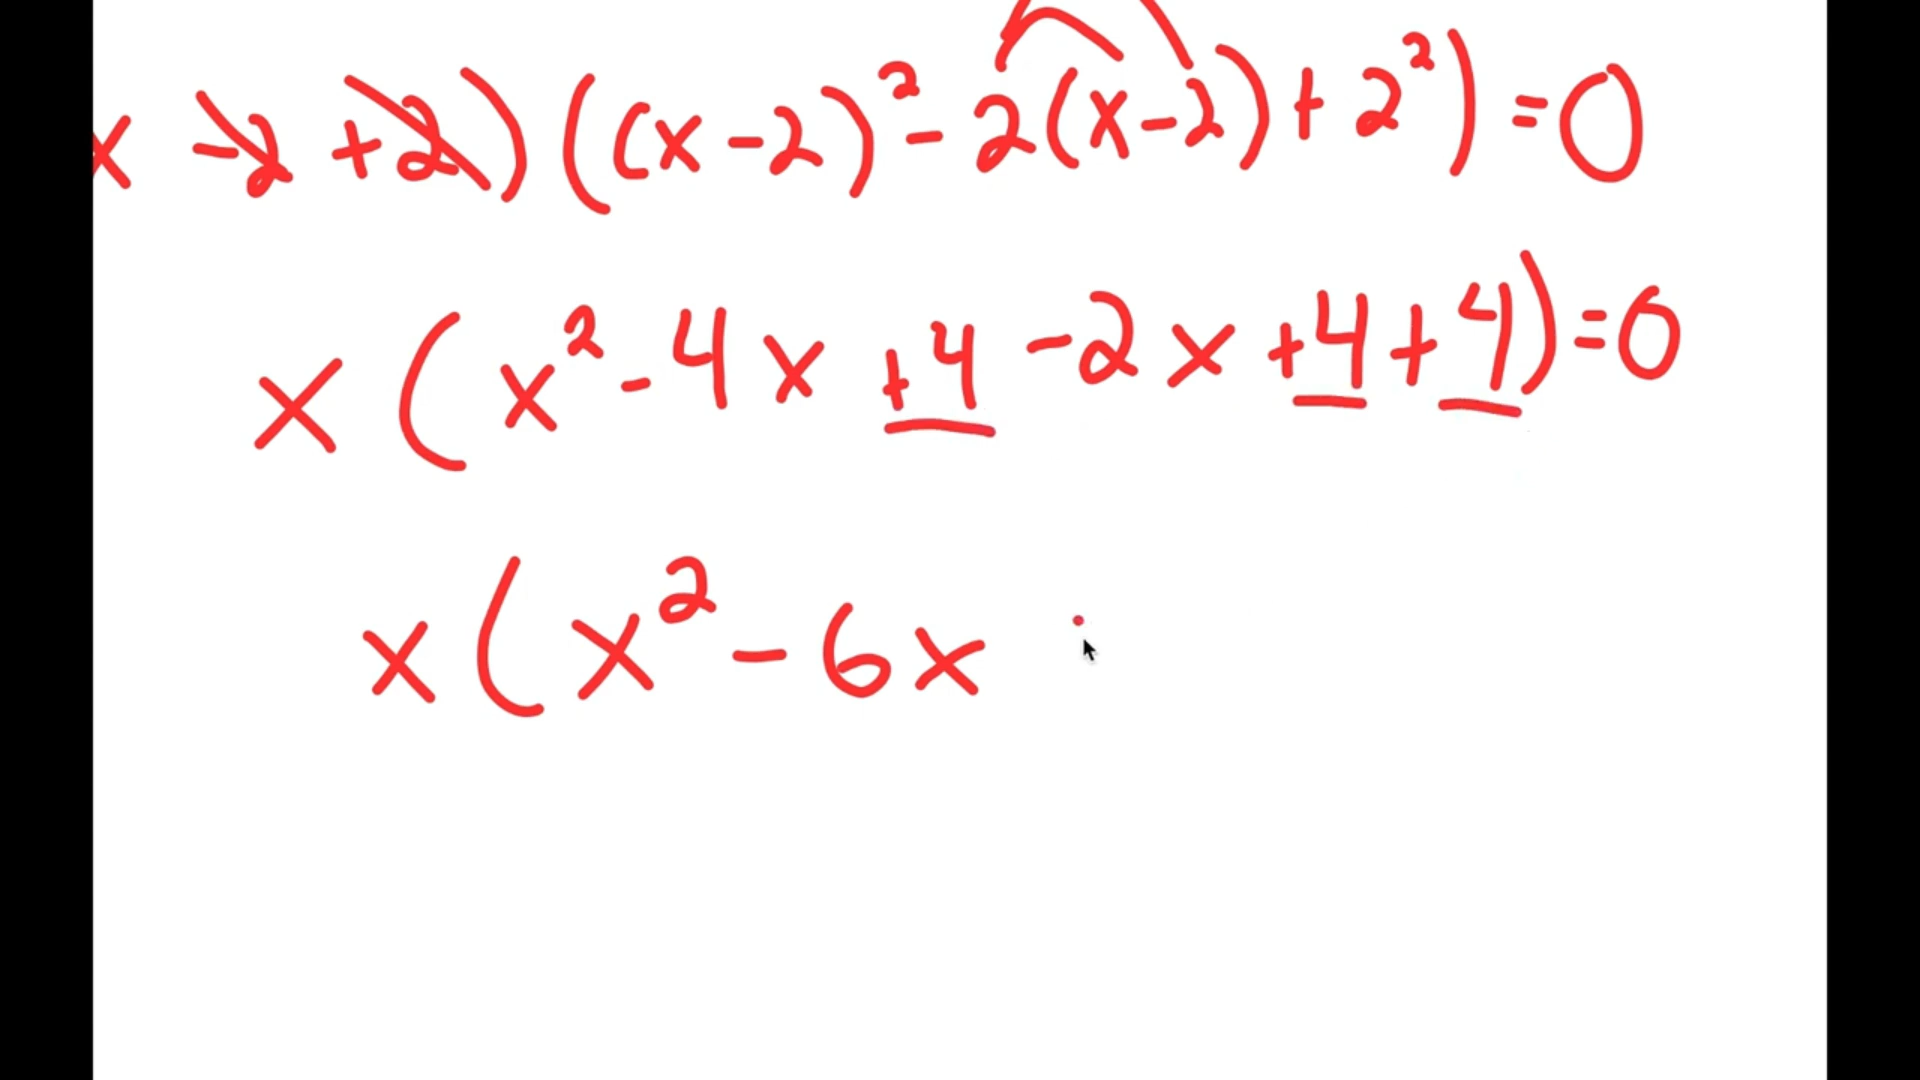 x - 2 + 2) ((x - 2)² - 2(x - 2) + 2²) = 0
x (x² - 4x + 4 - 2x + 4 + 4) = 0
x (x² - 6x